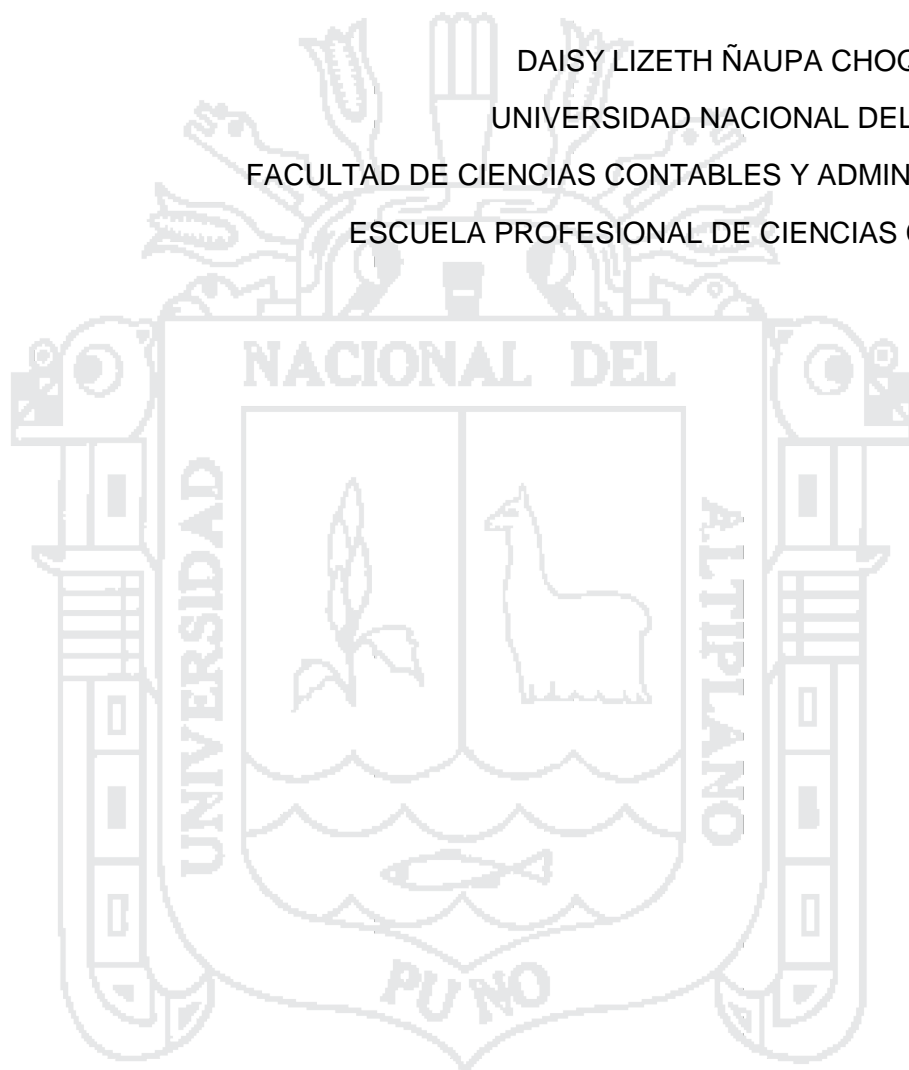 DAISY LIZETH ÑAUPA CHOQ
UNIVERSIDAD NACIONAL DEL
FACULTAD DE CIENCIAS CONTABLES Y ADMIN
ESCUELA PROFESIONAL DE CIENCIAS
NACIONAL DEL
UNIVERSIDAD
ALTIPLANO
PUNO